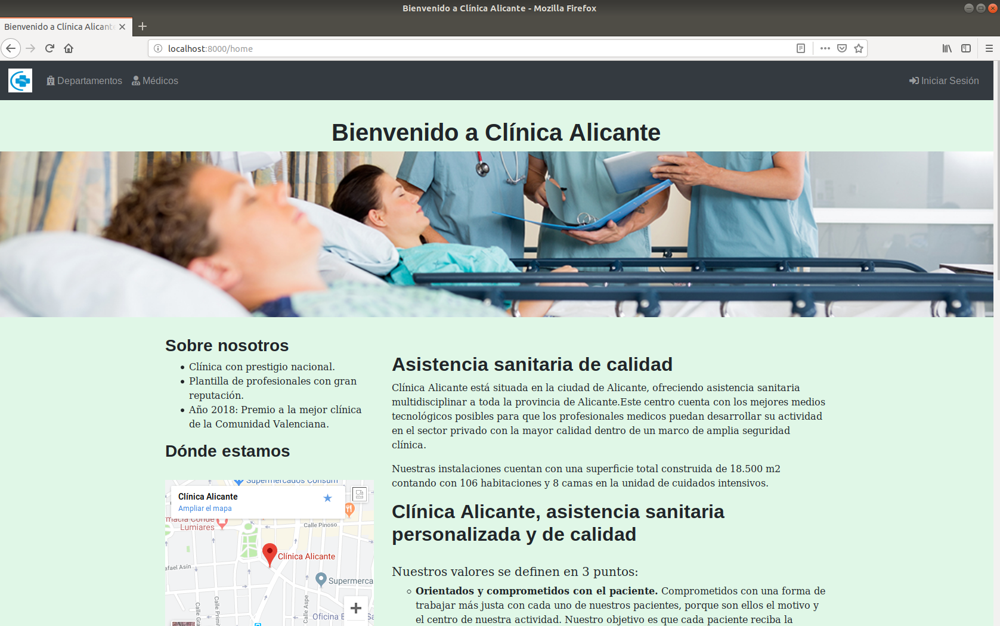 Bienvenido a Clínica Alicante - Mozilla Firefox
Bienvenido a Clínica Alicante
localhost:8000/home
Departamentos
Médicos
Iniciar Sesión
Bienvenido a Clínica Alicante
Sobre nosotros
Clínica con prestigio nacional.
Plantilla de profesionales con gran
reputación.
Año 2018: Premio a la mejor clínica
de la Comunidad Valenciana.
Dónde estamos
Supermercados Consum
Clínica Alicante
Ampliar el mapa
macia Conde
Lumiares
Calle Pinoso
Clínica Alicante
afael Asín
Supermerca
Calle Aspe
Calle Primi
Calle Gra
Oficina
Asistencia sanitaria de calidad
Clínica Alicante está situada en la ciudad de Alicante, ofreciendo asistencia sanitaria
multidisciplinar a toda la provincia de Alicante.Este centro cuenta con los mejores medios
tecnológicos posibles para que los profesionales medicos puedan desarrollar su actividad
en el sector privado con la mayor calidad dentro de un marco de amplia seguridad
clínica.
Nuestras instalaciones cuentan con una superficie total construida de 18.500 m2
contando con 106 habitaciones y 8 camas en la unidad de cuidados intensivos.
Clínica Alicante, asistencia sanitaria
personalizada y de calidad
Nuestros valores se definen en 3 puntos:
Orientados y comprometidos con el paciente. Comprometidos con una forma de
trabajar más justa con cada uno de nuestros pacientes, porque son ellos el motivo y
el centro de nuestra actividad. Nuestro objetivo es que cada paciente reciba la